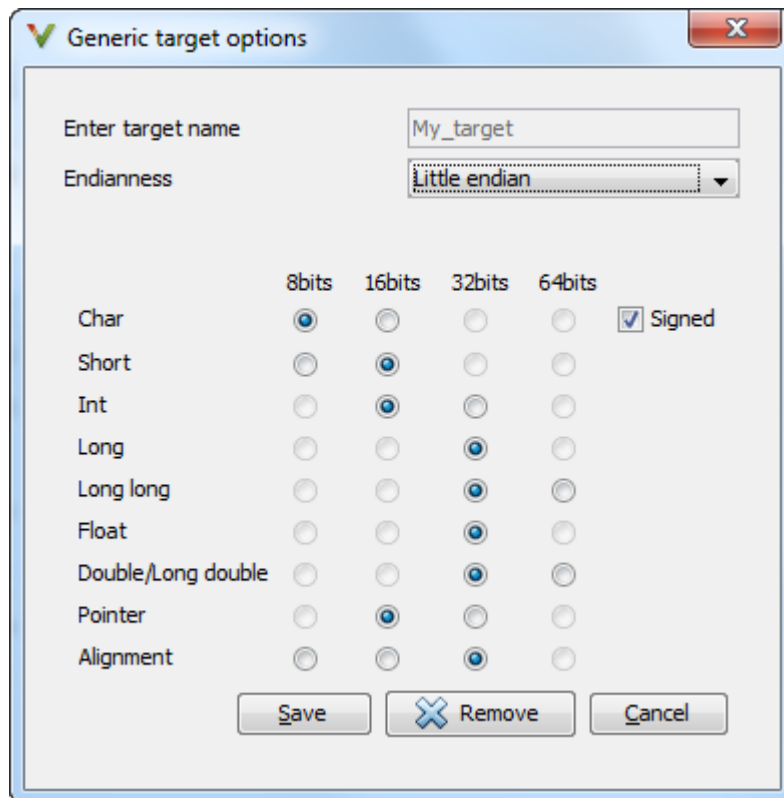 Generic target options
Enter target name My_target
Endianness Little endian
8bits 16bits 32bits 64bits
Char Signed
Short
Int
Long
Long long
Float
Double/Long double
Pointer
Alignment
Save Remove Cancel